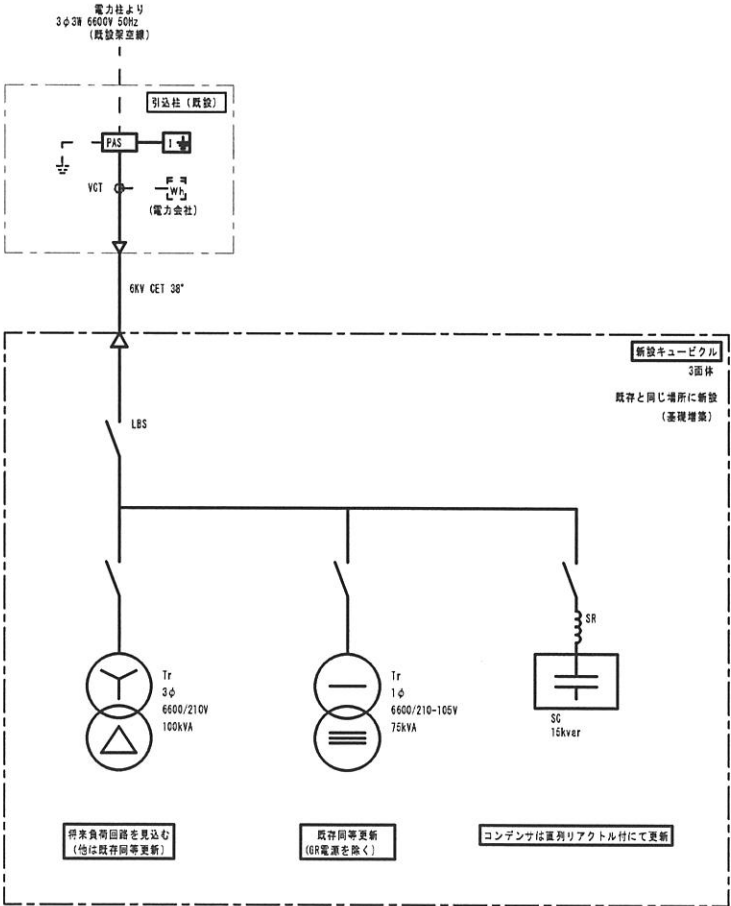 電力柱より
3φ3W 6600V 50Hz
(既設架空線)
引込柱（既設）
PAS
I
VCT
Wh
(電力会社)
6KV CET 38°
新設キュービクル
3面体
既存と同じ場所に新設
(基礎増築)
LBS
SR
Tr
3φ
6600/210V
100kVA
Tr
1φ
6600/210-105V
75kVA
SC
15kvar
将来負荷回路を見込む
(他は既存同等更新)
既存同等更新
(GR電源を除く)
コンデンサは直列リアクトル付にて更新